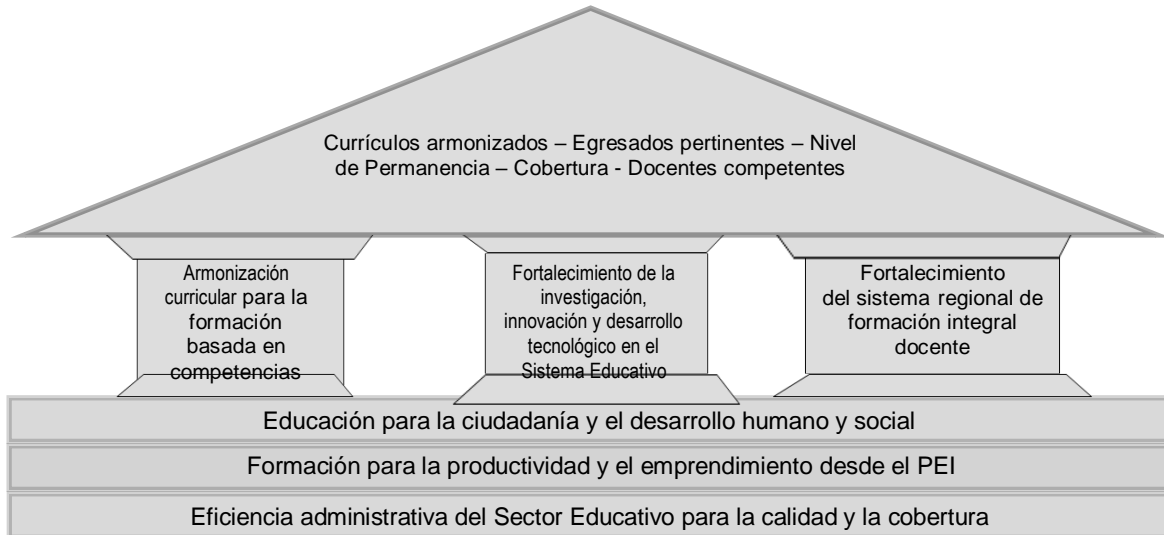 Currículos armonizados – Egresados pertinentes – Nivel
de Permanencia – Cobertura - Docentes competentes
Armonización
curricular para la
formación
basada en
competencias
Fortalecimiento de la
investigación,
innovación y desarrollo
tecnológico en el
Sistema Educativo
Fortalecimiento
del sistema regional de
formación integral
docente
Educación para la ciudadanía y el desarrollo humano y social
Formación para la productividad y el emprendimiento desde el PEI
Eficiencia administrativa del Sector Educativo para la calidad y la cobertura